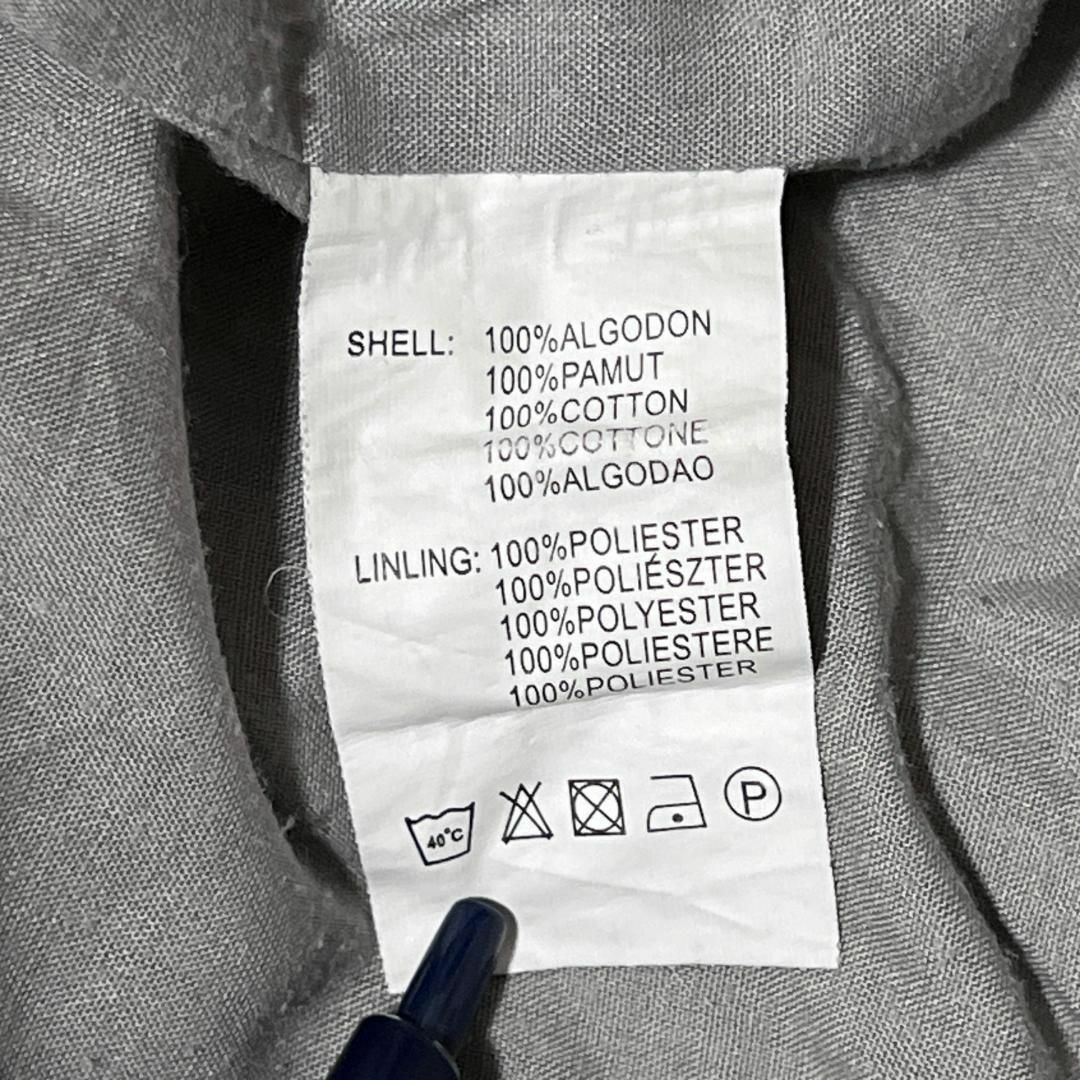 SHELL: 100%ALGODON
100%PAMUT
100%COTTON
100%COTTONE
100%ALGODAO
LINLING: 100%POLIESTER
100%POLIÉSZTER
100%POLYESTER
100%POLIESTERE
100%POLIESTER
40°C P